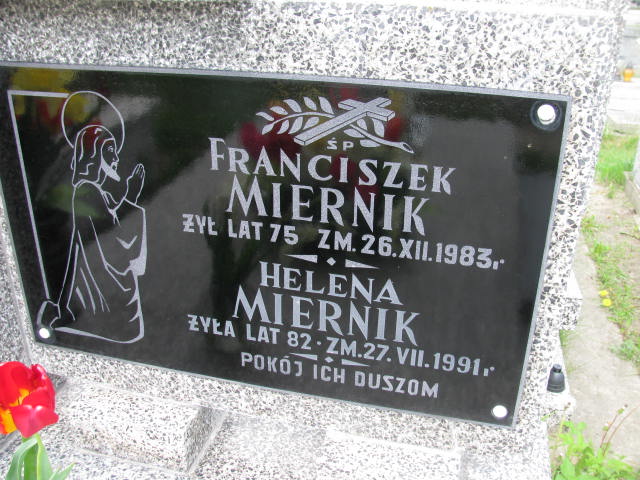 ŚP
FRANCISZEK
MIERNIK
ŻYŁ LAT 75 ZM. 26.XII.1983,r
HELENA
MIERNIK
ŻYŁA LAT 82 · ZM. 27. VII. 1991 r
POKÓJ ICH DUSZOM